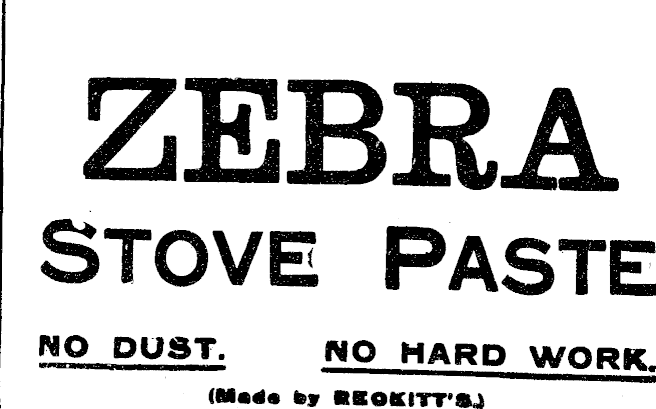 ZEBRA
STOVE PASTE
NO DUST. NO HARD WORK.
(Made by RECKITT'S.)